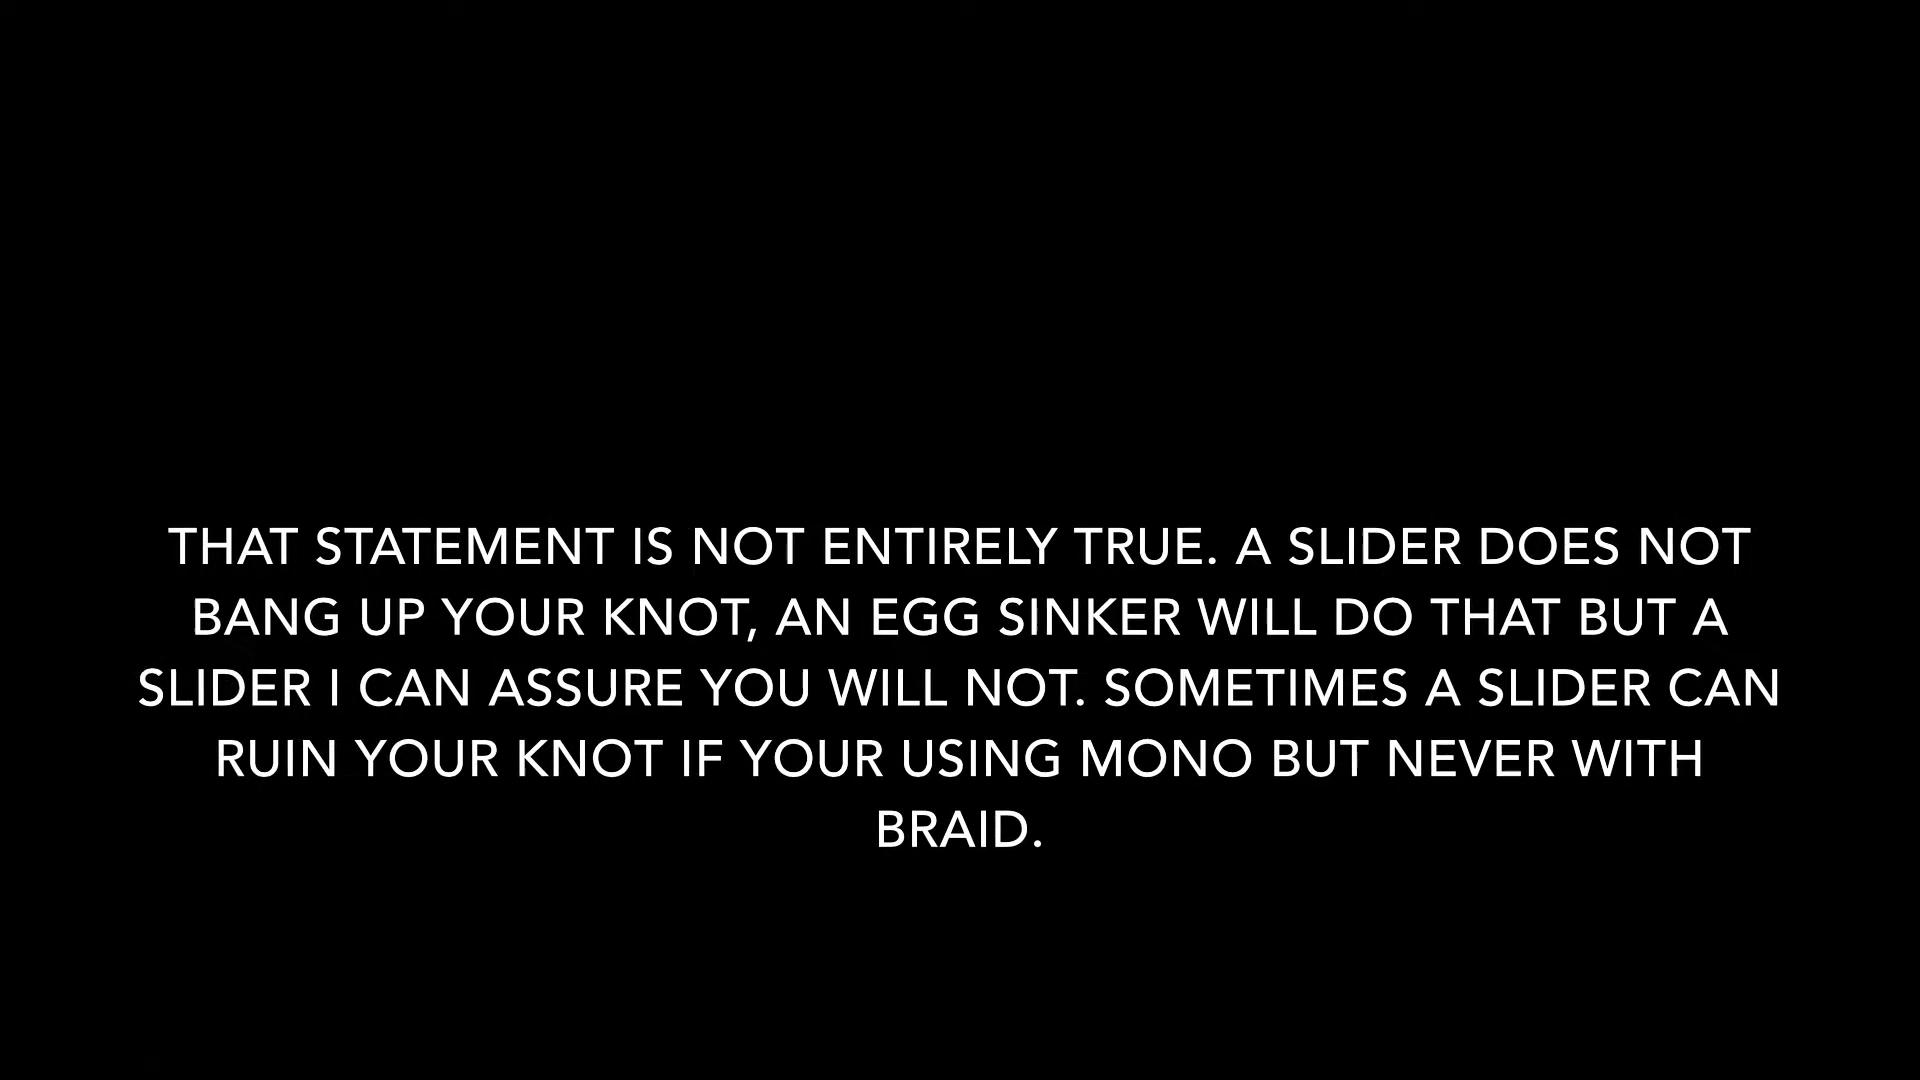 THAT STATEMENT IS NOT ENTIRELY TRUE. A SLIDER DOES NOT
BANG UP YOUR KNOT, AN EGG SINKER WILL DO THAT BUT A
SLIDER I CAN ASSURE YOU WILL NOT. SOMETIMES A SLIDER CAN
RUIN YOUR KNOT IF YOUR USING MONO BUT NEVER WITH
BRAID.